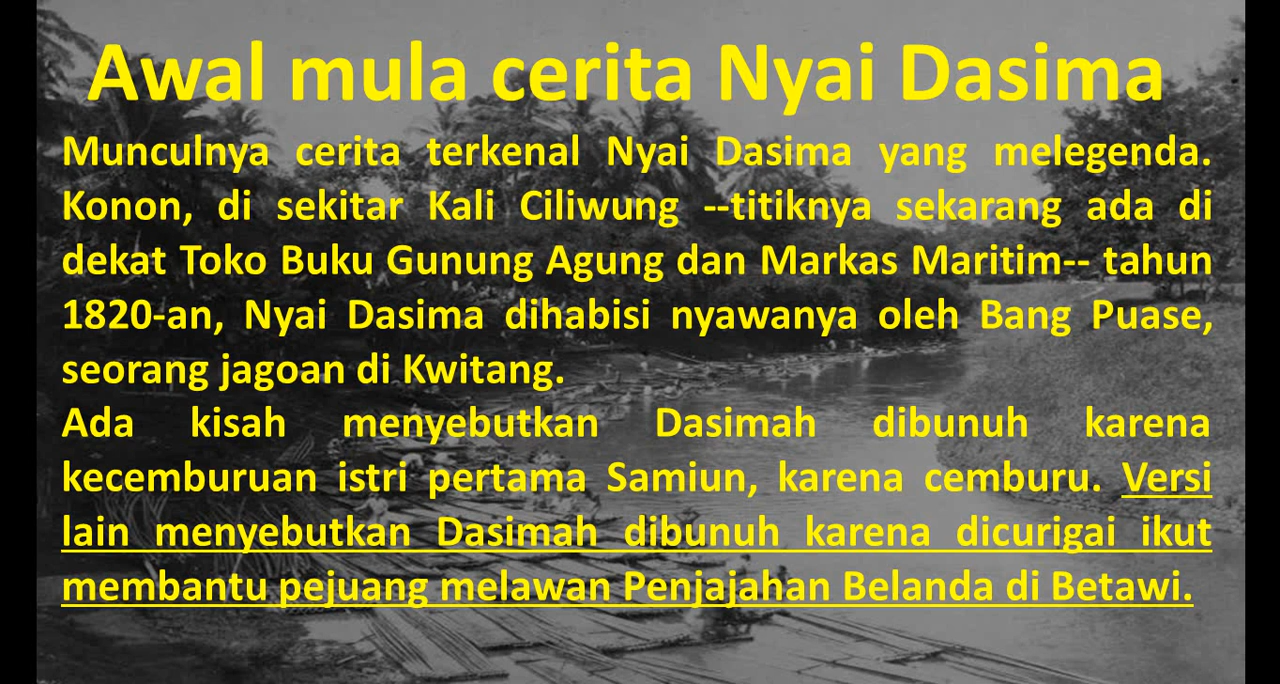 Awal mula cerita Nyai Dasima
Munculnya cerita terkenal Nyai Dasima yang melegenda.
Konon, di sekitar Kali Ciliwung --titiknya sekarang ada di
dekat Toko Buku Gunung Agung dan Markas Maritim-- tahun
1820-an, Nyai Dasima dihabisi nyawanya oleh Bang Puase,
seorang jagoan di Kwitang.
Ada kisah menyebutkan Dasimah dibunuh karena
kecemburuan istri pertama Samiun, karena cemburu. Versi
lain menyebutkan Dasimah dibunuh karena dicurigai ikut
membantu pejuang melawan Penjajahan Belanda di Betawi.